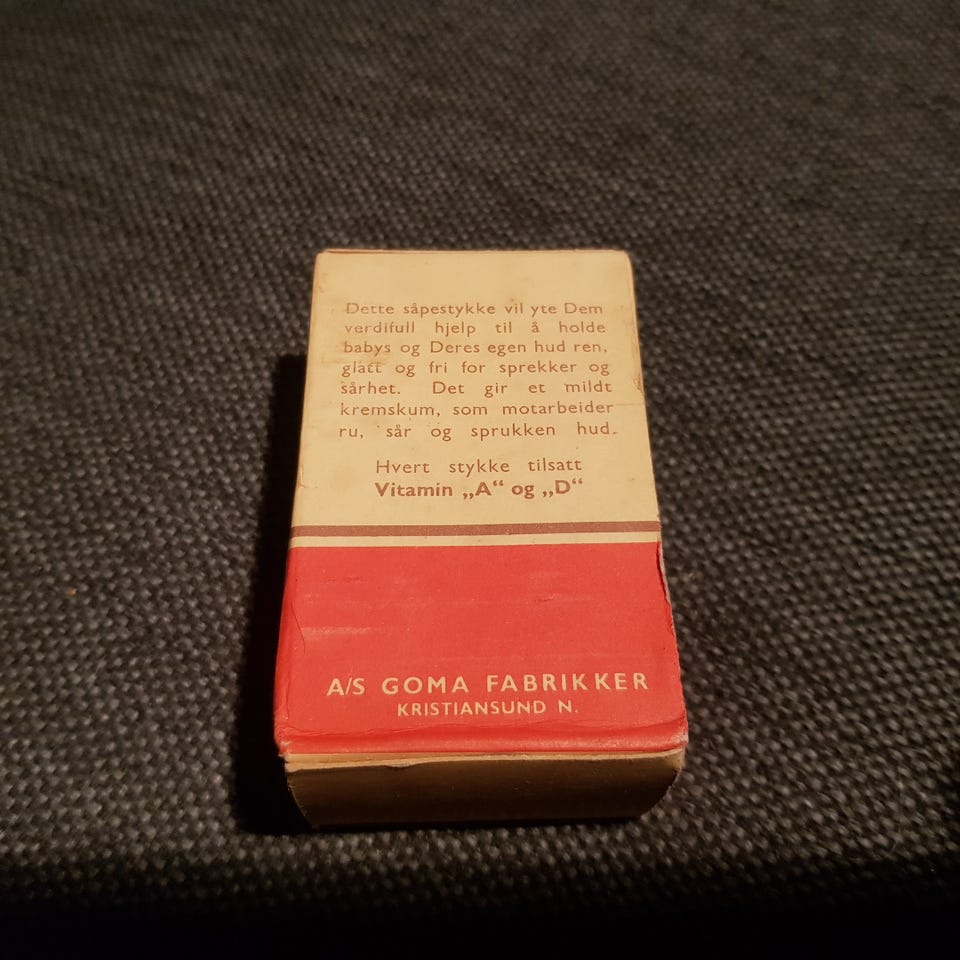 Dette såpestykke vil yte Dem
verdifull hjelp til å holde
babys og Deres egen hud ren,
glatt og fri for sprekker og
sårhet. Det gir et mildt
kremskum, som motarbeider
ru, sår og sprukken hud.
Hvert stykke tilsatt
Vitamin „A“ og „D“
A/S GOMA FABRIKKER
KRISTIANSUND N.